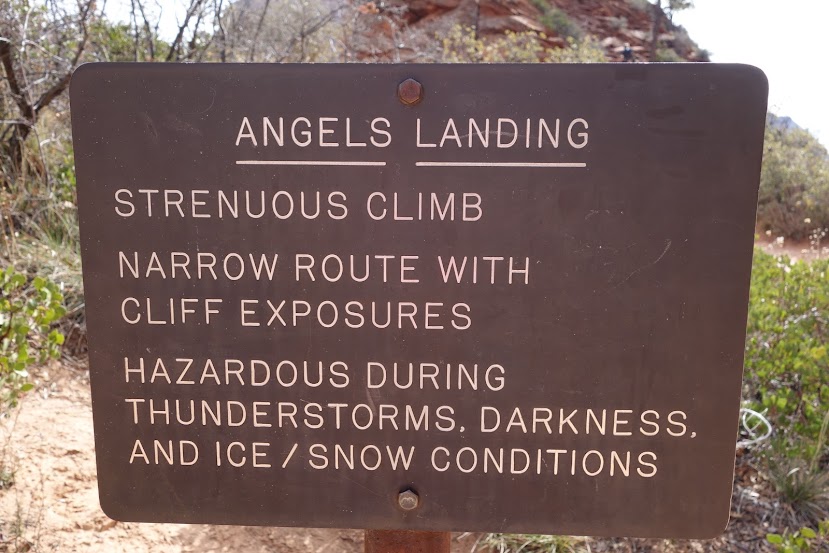 ANGELS LANDING
STRENUOUS CLIMB
NARROW ROUTE WITH
CLIFF EXPOSURES
HAZARDOUS DURING
THUNDERSTORMS, DARKNESS,
AND ICE/SNOW CONDITIONS